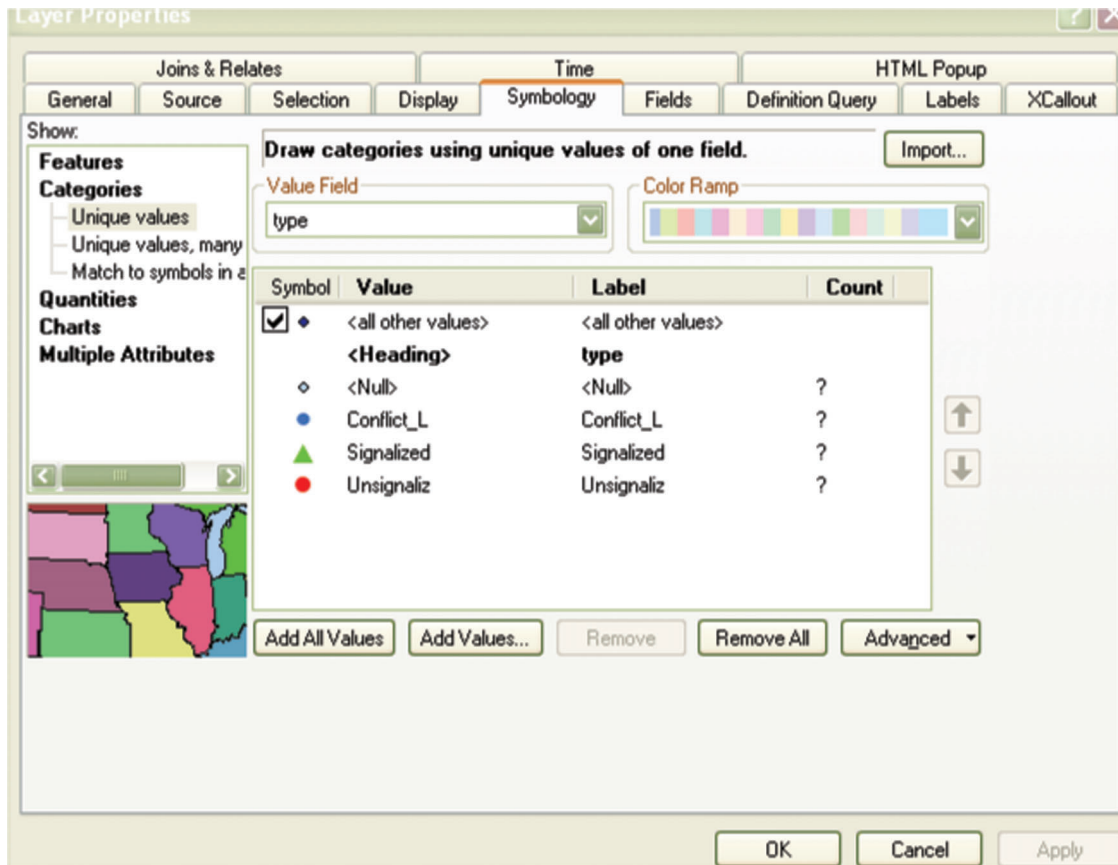 Layer Properties
?
Joins & Relates
Time
HTML Popup
General
Source
Selection
Display
Symbology
Fields
Definition Query
Labels
XCallout
Show:
Features
Categories
Unique values
Unique values, many
Match to symbols in a
Quantities
Charts
Multiple Attributes
Draw categories using unique values of one field.
Import...
Value Field
type
Color Ramp
Symbol Value Label Count
<all other values> <all other values>
<Heading> type
<Null> <Null> ?
Conflict_L Conflict_L ?
Signalized Signalized ?
Unsignaliz Unsignaliz ?
Add All Values
Add Values...
Remove
Remove All
Advanced
OK
Cancel
Apply